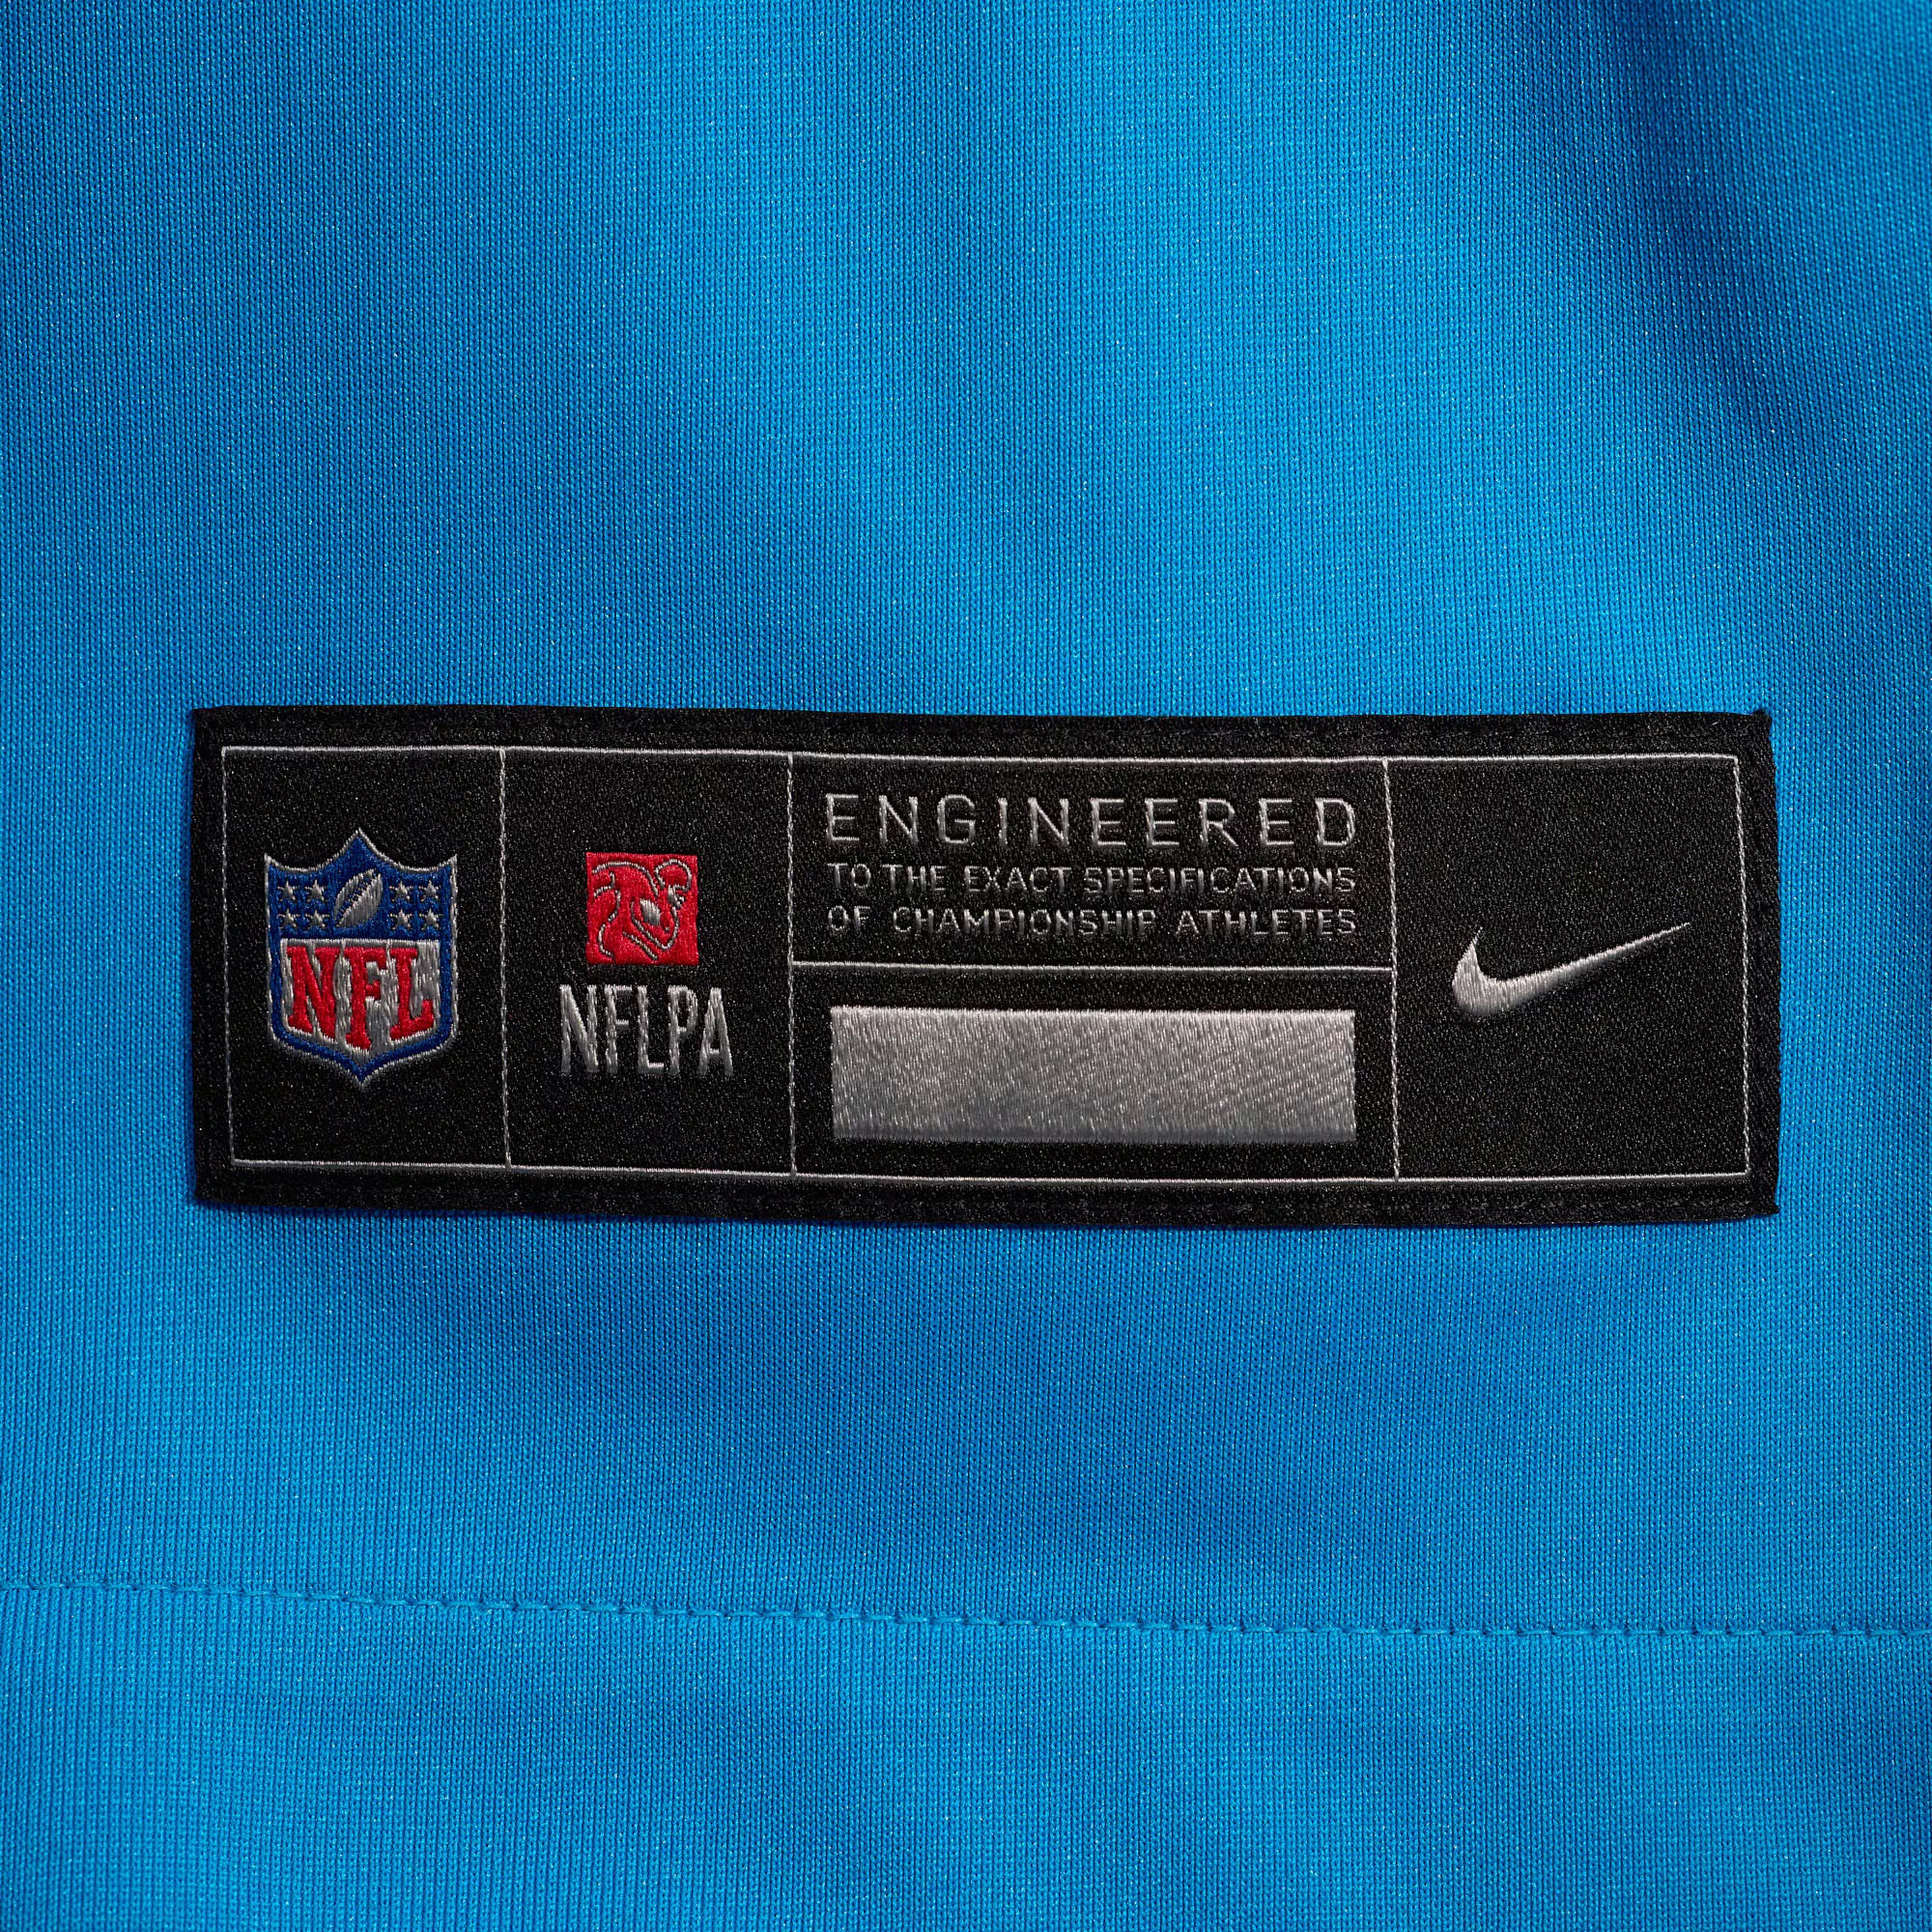 NFL
NFLPA
ENGINEERED
TO THE EXACT SPECIFICATIONS
OF CHAMPIONSHIP ATHLETES